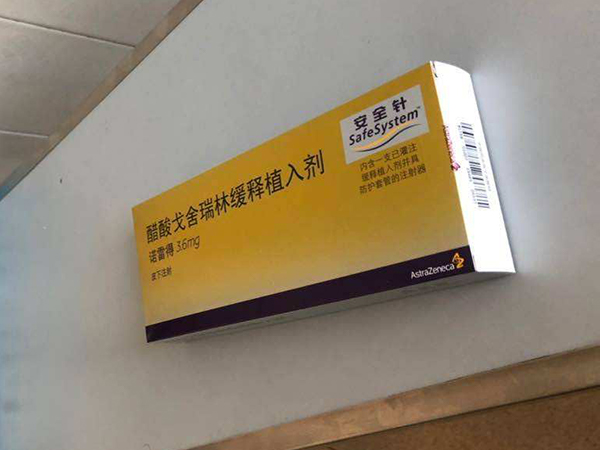 安全针
SafeSystem™
内含一支已灌注
缓释植入剂并具
防护套管的注射器
醋酸戈舍瑞林缓释植入剂
诺雷得 3.6mg
皮下注射
AstraZeneca